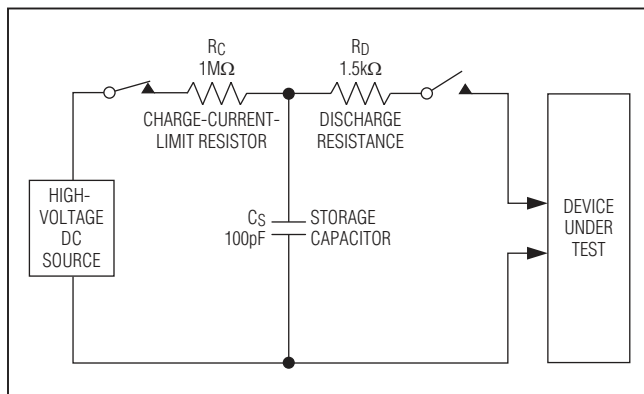 RC
1MΩ
CHARGE-CURRENT-
LIMIT RESISTOR
RD
1.5kΩ
DISCHARGE
RESISTANCE
HIGH-
VOLTAGE
DC
SOURCE
CS
100pF
STORAGE
CAPACITOR
DEVICE
UNDER
TEST